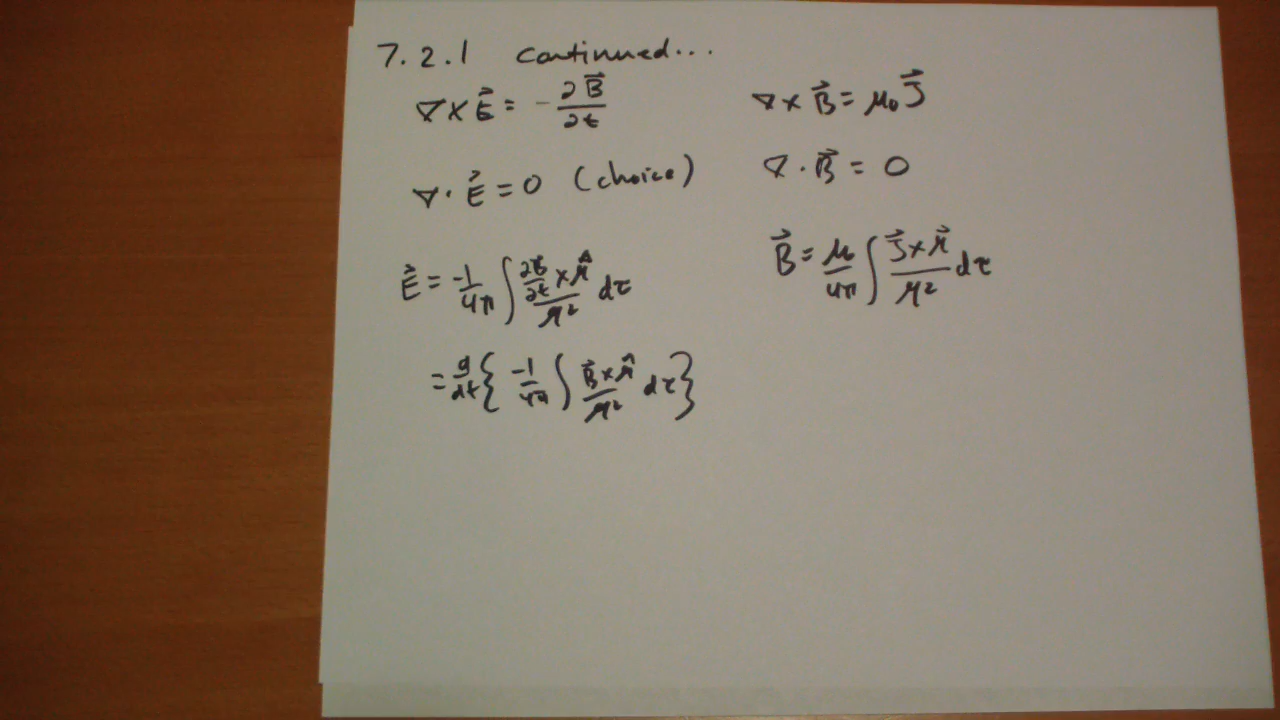 7.2.1 continued...
∇ × E⃗ = - ∂B⃗/∂t
∇ × B⃗ = μ₀ J⃗
∇ · E⃗ = 0 (choice)
∇ · B⃗ = 0
E⃗ = -1/4π ∫ (∂B⃗/∂t × r̂)/r² dτ
B⃗ = μ₀/4π ∫ (J⃗ × r⃗)/r² dτ
= ∂/∂t { -1/4π ∫ (B⃗ × r̂)/r² dτ }